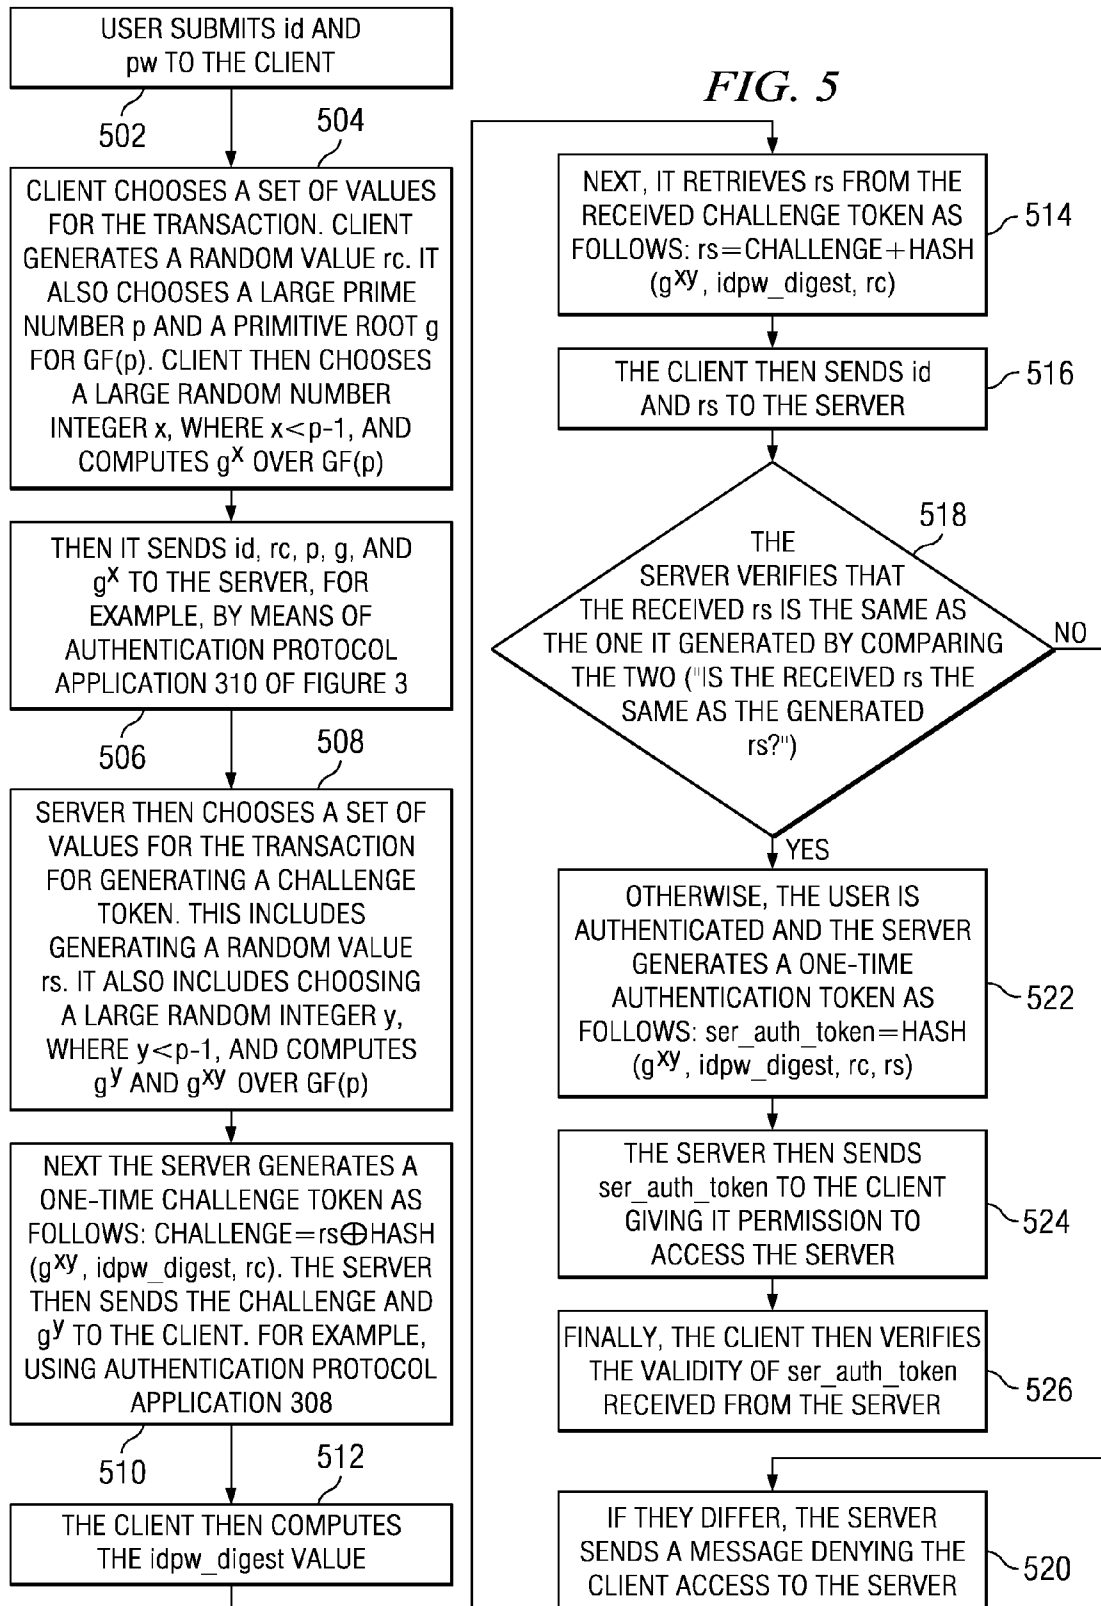 USER SUBMITS id AND
pw TO THE CLIENT
502
504
CLIENT CHOOSES A SET OF VALUES
FOR THE TRANSACTION. CLIENT
GENERATES A RANDOM VALUE rc. IT
ALSO CHOOSES A LARGE PRIME
NUMBER p AND A PRIMITIVE ROOT g
FOR GF(p). CLIENT THEN CHOOSES
A LARGE RANDOM NUMBER
INTEGER x, WHERE x<p-1, AND
COMPUTES gˣ OVER GF(p)
THEN IT SENDS id, rc, p, g, AND
gˣ TO THE SERVER, FOR
EXAMPLE, BY MEANS OF
AUTHENTICATION PROTOCOL
APPLICATION 310 OF FIGURE 3
506
508
SERVER THEN CHOOSES A SET OF
VALUES FOR THE TRANSACTION
FOR GENERATING A CHALLENGE
TOKEN. THIS INCLUDES
GENERATING A RANDOM VALUE
rs. IT ALSO INCLUDES CHOOSING
A LARGE RANDOM INTEGER y,
WHERE y<p-1, AND COMPUTES
gʸ AND gˣʸ OVER GF(p)
NEXT THE SERVER GENERATES A
ONE-TIME CHALLENGE TOKEN AS
FOLLOWS: CHALLENGE=rs⊕HASH
(gˣʸ, idpw_digest, rc). THE SERVER
THEN SENDS THE CHALLENGE AND
gʸ TO THE CLIENT. FOR EXAMPLE,
USING AUTHENTICATION PROTOCOL
APPLICATION 308
510
512
THE CLIENT THEN COMPUTES
THE idpw_digest VALUE
FIG. 5
NEXT, IT RETRIEVES rs FROM THE
RECEIVED CHALLENGE TOKEN AS
FOLLOWS: rs=CHALLENGE+HASH
(gˣʸ, idpw_digest, rc)
514
THE CLIENT THEN SENDS id
AND rs TO THE SERVER
516
518
THE
SERVER VERIFIES THAT
THE RECEIVED rs IS THE SAME AS
THE ONE IT GENERATED BY COMPARING
THE TWO ("IS THE RECEIVED rs THE
SAME AS THE GENERATED
rs?")
NO
YES
OTHERWISE, THE USER IS
AUTHENTICATED AND THE SERVER
GENERATES A ONE-TIME
AUTHENTICATION TOKEN AS
FOLLOWS: ser_auth_token=HASH
(gˣʸ, idpw_digest, rc, rs)
522
THE SERVER THEN SENDS
ser_auth_token TO THE CLIENT
GIVING IT PERMISSION TO
ACCESS THE SERVER
524
FINALLY, THE CLIENT THEN VERIFIES
THE VALIDITY OF ser_auth_token
RECEIVED FROM THE SERVER
526
IF THEY DIFFER, THE SERVER
SENDS A MESSAGE DENYING THE
CLIENT ACCESS TO THE SERVER
520